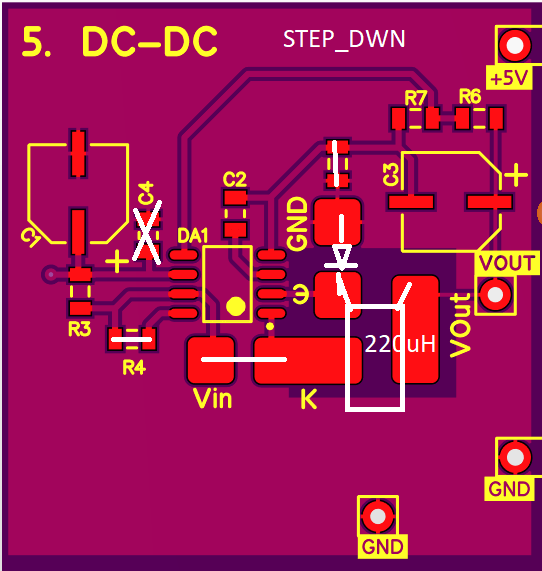 5. DC-DC
STEP_DWN
+5V
R7
R6
C4
C2
C3
GND
+
DA1
C1
+
VOUT
Э
R3
220uH
VOut
R4
Vin
K
GND
GND